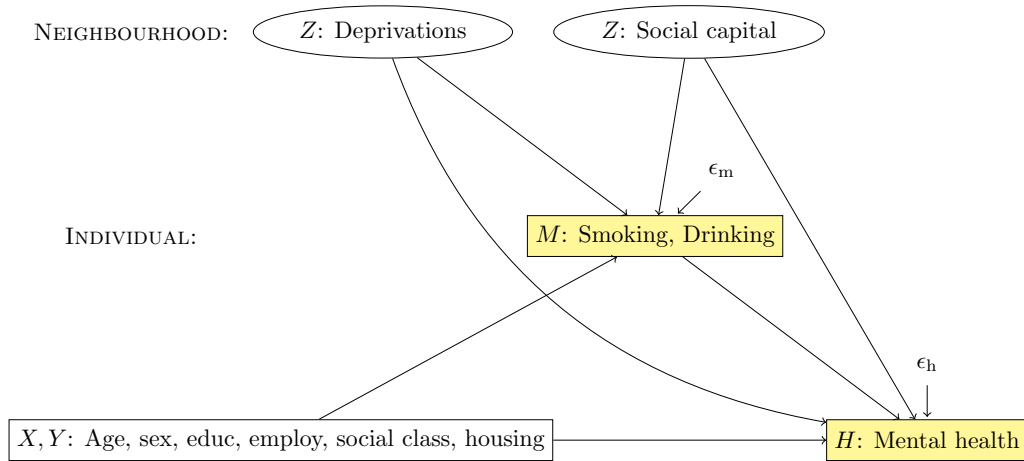 NEIGHBOURHOOD:
Z: Deprivations
Z: Social capital
ϵm
INDIVIDUAL:
M: Smoking, Drinking
ϵh
X, Y: Age, sex, educ, employ, social class, housing
H: Mental health